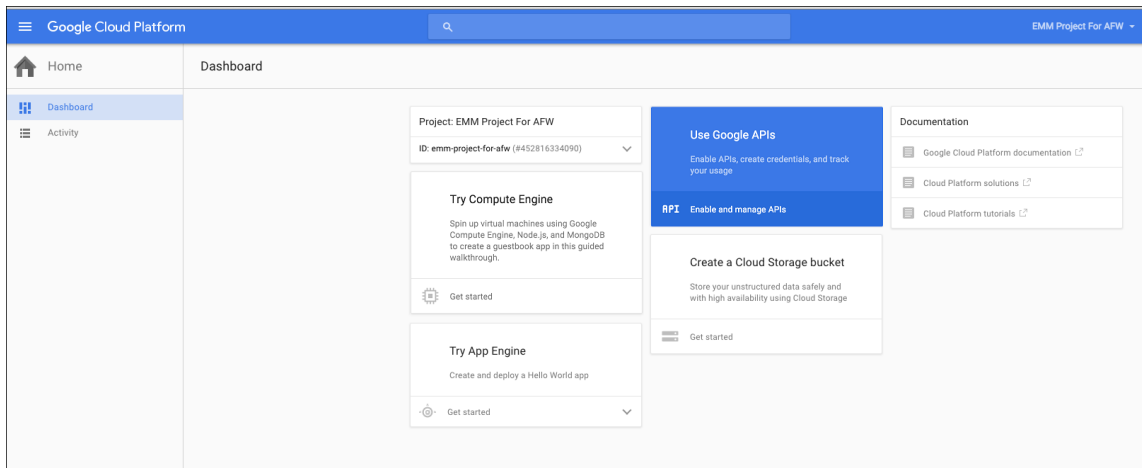 Google Cloud Platform
EMM Project For AFW
Home
Dashboard
Dashboard
Activity
Project: EMM Project For AFW
ID: emm-project-for-afw (#452816334090)
Try Compute Engine
Spin up virtual machines using Google
Compute Engine, Node.js, and MongoDB
to create a guestbook app in this guided
walkthrough.
Get started
Try App Engine
Create and deploy a Hello World app
Get started
Use Google APIs
Enable APIs, create credentials, and track
your usage
API Enable and manage APIs
Create a Cloud Storage bucket
Store your unstructured data safely and
with high availability using Cloud Storage
Get started
Documentation
Google Cloud Platform documentation
Cloud Platform solutions
Cloud Platform tutorials